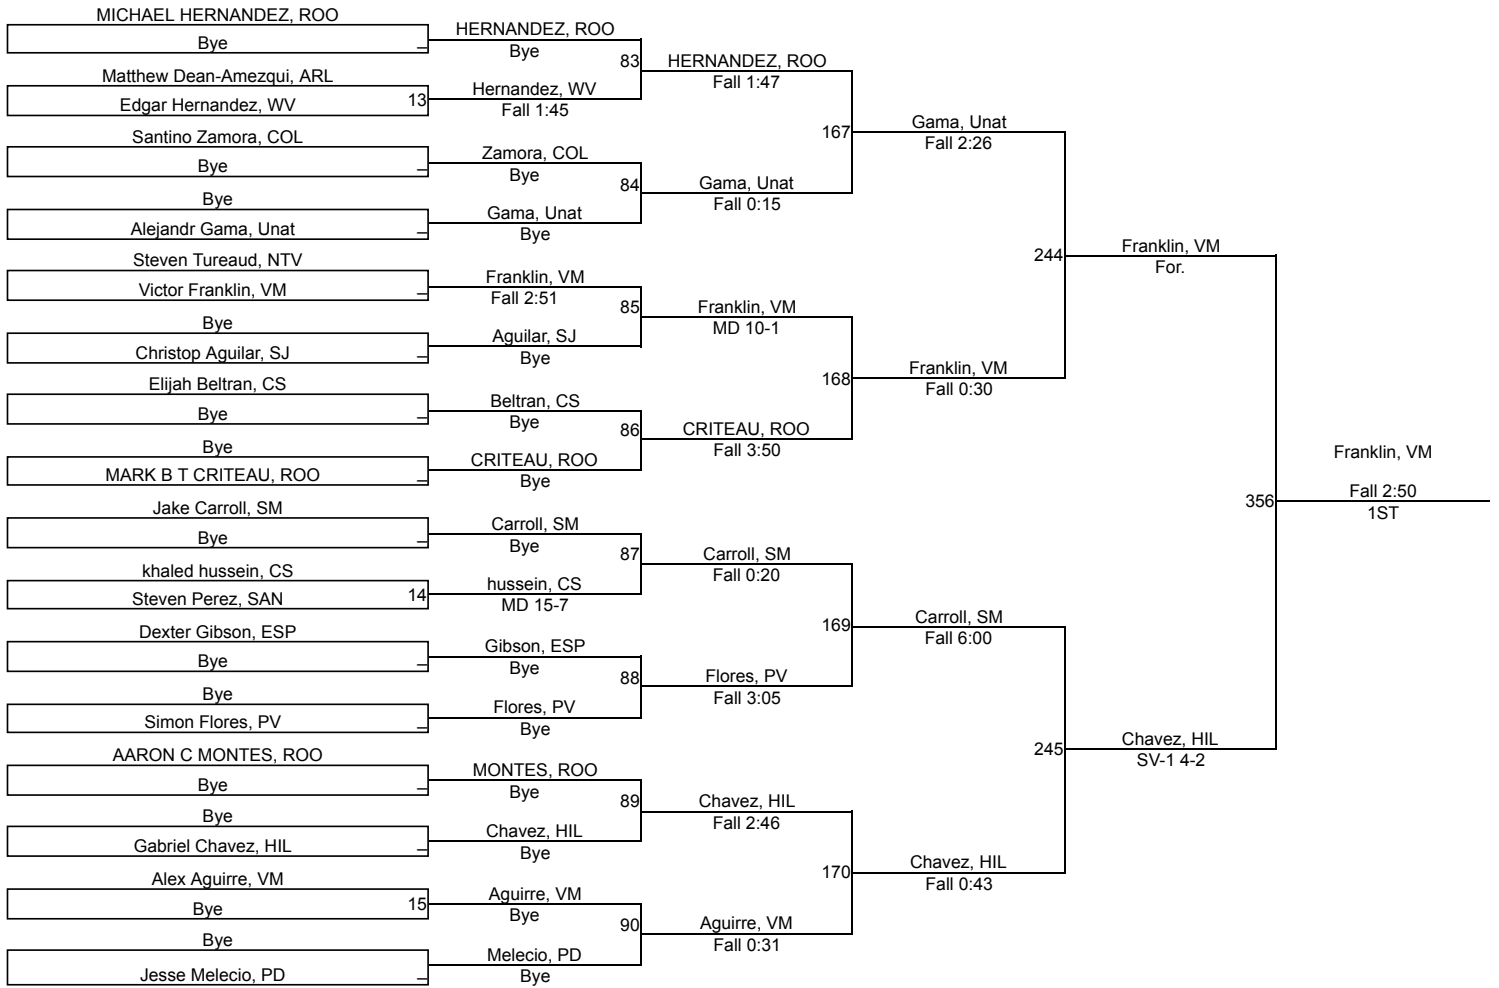 MICHAEL HERNANDEZ, ROO
Bye
_
Matthew Dean-Amezqui, ARL
Edgar Hernandez, WV
13
Santino Zamora, COL
Bye
_
Bye
Alejandr Gama, Unat
_
Steven Tureaud, NTV
Victor Franklin, VM
_
Bye
Christop Aguilar, SJ
_
Elijah Beltran, CS
Bye
_
Bye
MARK B T CRITEAU, ROO
_
Jake Carroll, SM
Bye
_
khaled hussein, CS
Steven Perez, SAN
14
Dexter Gibson, ESP
Bye
_
Bye
Simon Flores, PV
_
AARON C MONTES, ROO
Bye
_
Bye
Gabriel Chavez, HIL
_
Alex Aguirre, VM
Bye
15
Bye
Jesse Melecio, PD
_
HERNANDEZ, ROO
Bye
83
Hernandez, WV
Fall 1:45
Zamora, COL
Bye
84
Gama, Unat
Bye
Franklin, VM
Fall 2:51
85
Aguilar, SJ
Bye
Beltran, CS
Bye
86
CRITEAU, ROO
Bye
Carroll, SM
Bye
87
hussein, CS
MD 15-7
Gibson, ESP
Bye
88
Flores, PV
Bye
MONTES, ROO
Bye
89
Chavez, HIL
Bye
Aguirre, VM
Bye
90
Melecio, PD
Bye
HERNANDEZ, ROO
Fall 1:47
167
Gama, Unat
Fall 0:15
Franklin, VM
MD 10-1
168
CRITEAU, ROO
Fall 3:50
Carroll, SM
Fall 0:20
169
Flores, PV
Fall 3:05
Chavez, HIL
Fall 2:46
170
Aguirre, VM
Fall 0:31
Gama, Unat
Fall 2:26
244
Franklin, VM
Fall 0:30
Carroll, SM
Fall 6:00
245
Chavez, HIL
Fall 0:43
Franklin, VM
For.
356
Chavez, HIL
SV-1 4-2
Franklin, VM
Fall 2:50
1ST